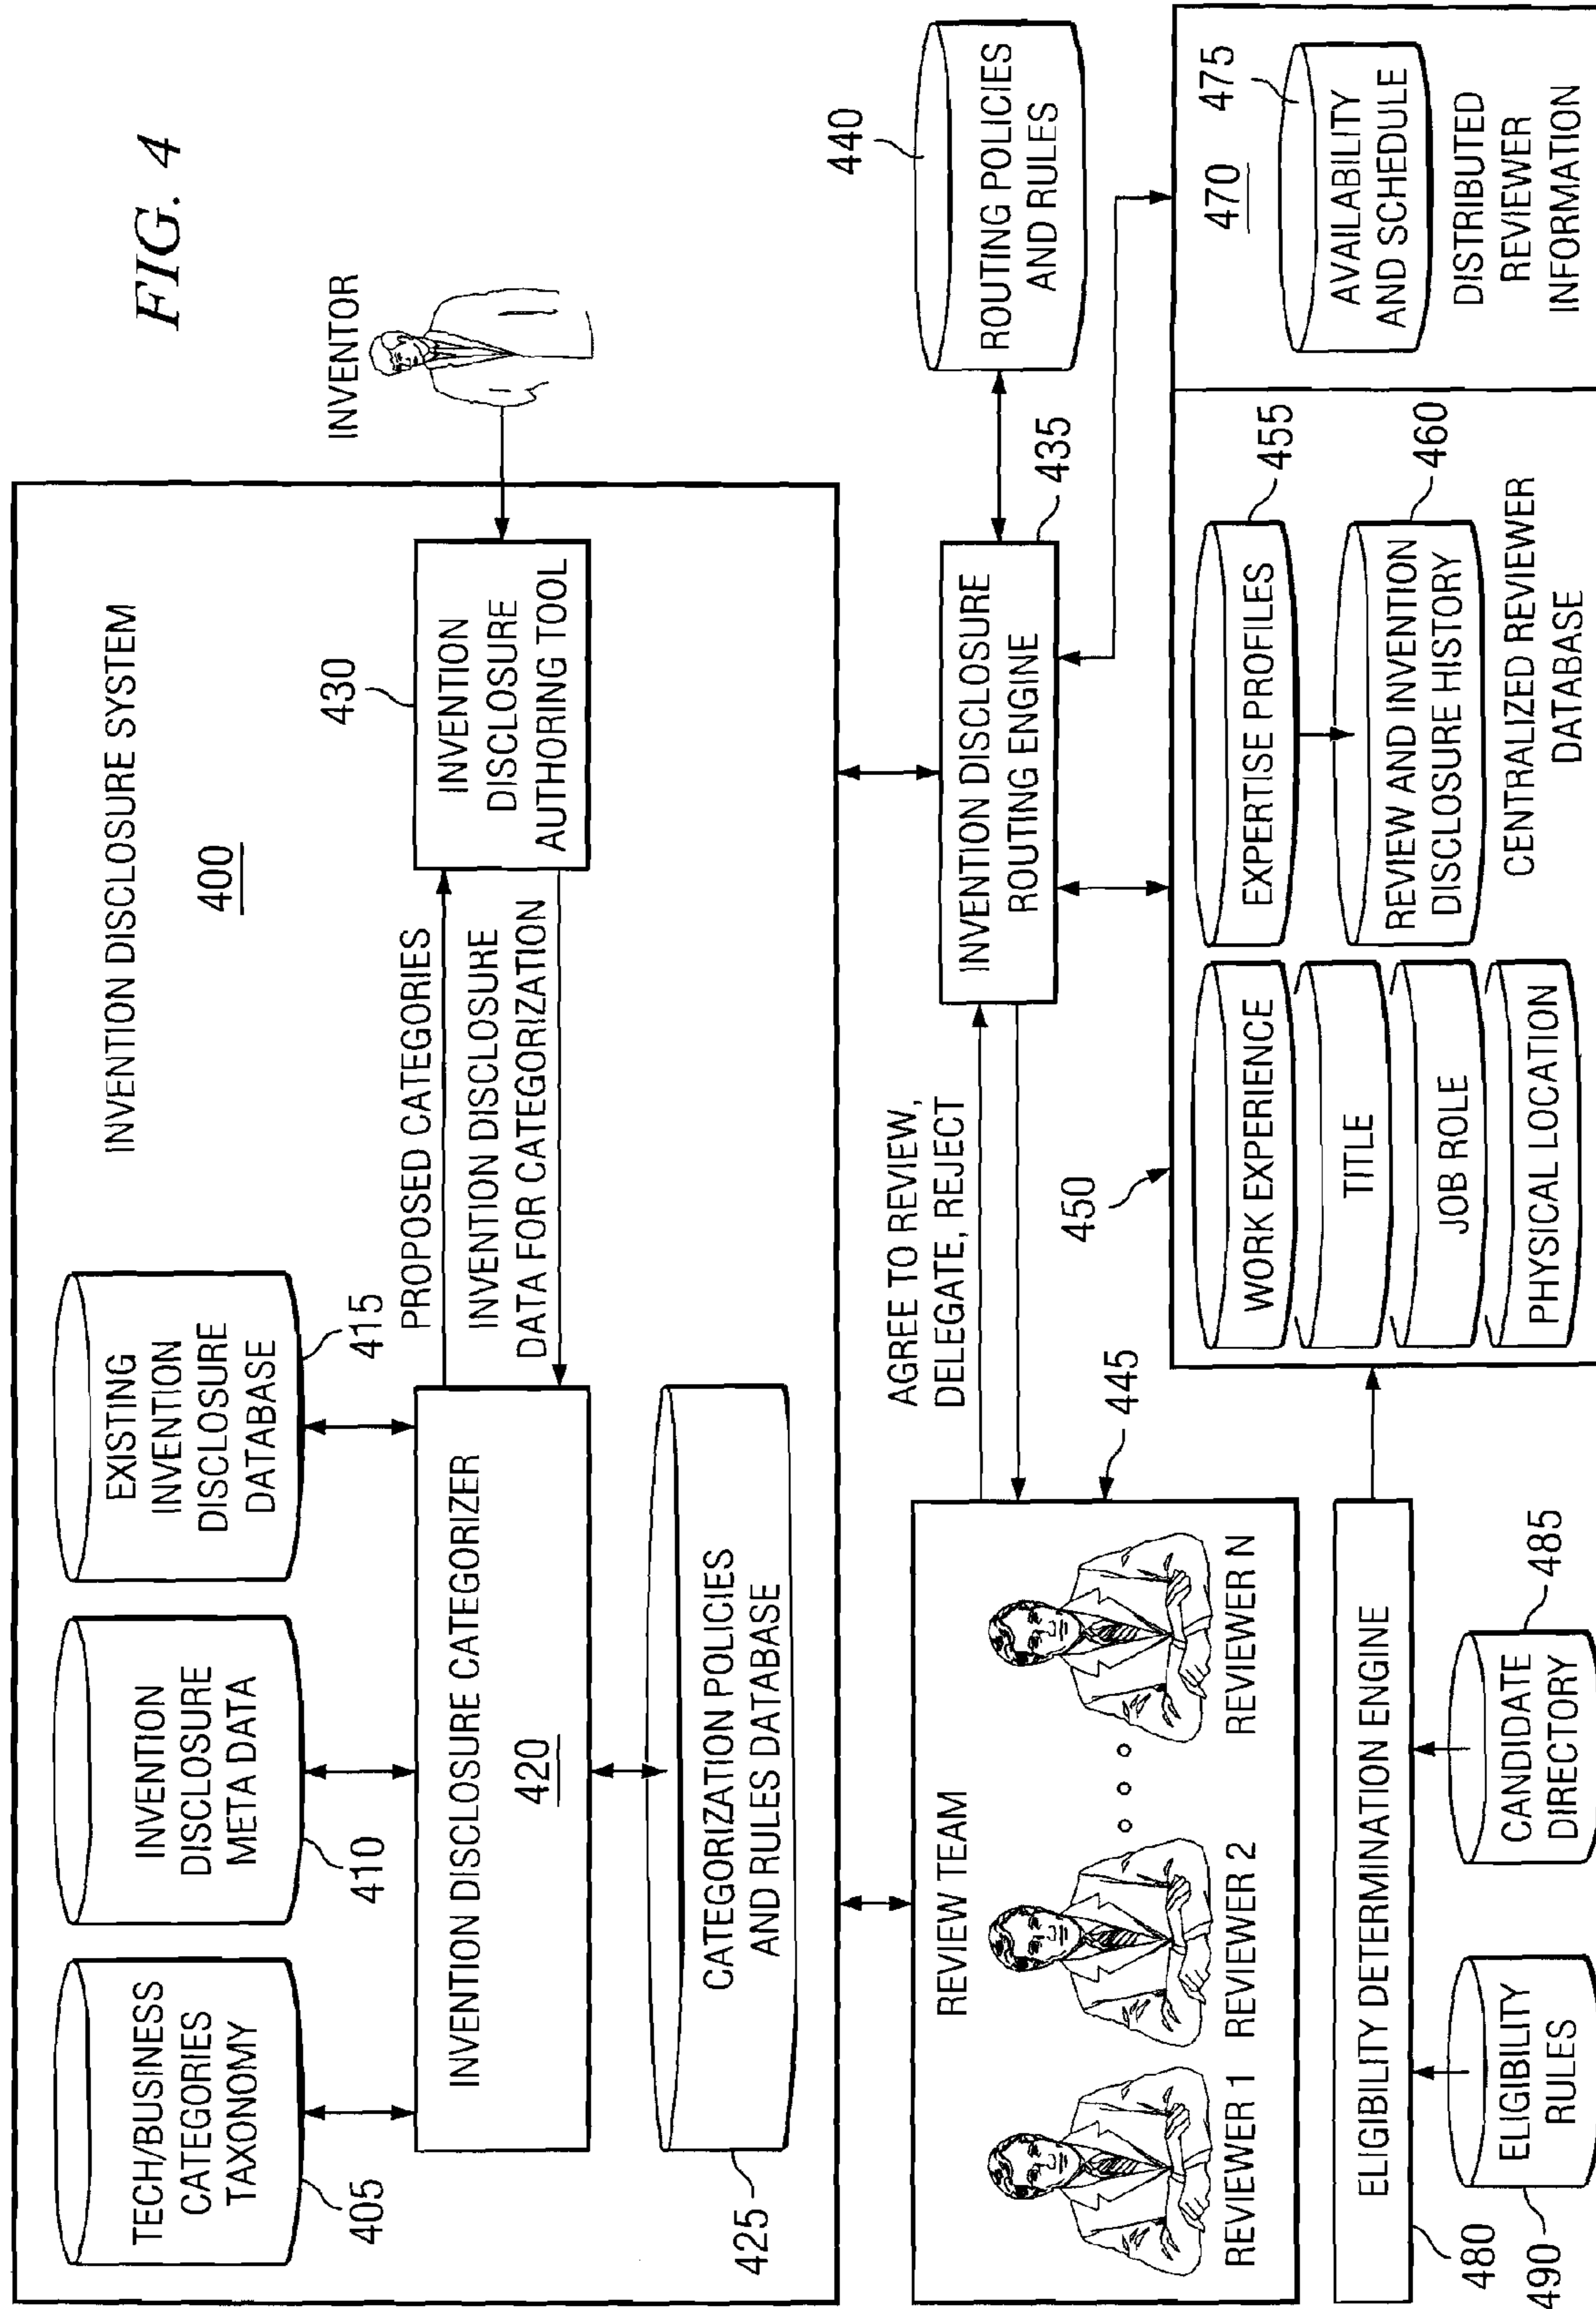 FIG. 4
INVENTION DISCLOSURE SYSTEM
400
TECH/BUSINESS
CATEGORIES
TAXONOMY
405
INVENTION
DISCLOSURE
META DATA
410
EXISTING
INVENTION
DISCLOSURE
DATABASE
415
INVENTION DISCLOSURE CATEGORIZER
420
CATEGORIZATION POLICIES
AND RULES DATABASE
425
PROPOSED CATEGORIES
INVENTION DISCLOSURE
DATA FOR CATEGORIZATION
430
INVENTION
DISCLOSURE
AUTHORING TOOL
INVENTOR
REVIEW TEAM
REVIEWER 1
REVIEWER 2
REVIEWER N
445
AGREE TO REVIEW,
DELEGATE, REJECT
INVENTION DISCLOSURE
ROUTING ENGINE
435
440
ROUTING POLICIES
AND RULES
ELIGIBILITY DETERMINATION ENGINE
480
ELIGIBILITY
RULES
490
CANDIDATE
DIRECTORY
485
450
WORK EXPERIENCE
TITLE
JOB ROLE
PHYSICAL LOCATION
EXPERTISE PROFILES
455
REVIEW AND INVENTION
DISCLOSURE HISTORY
460
CENTRALIZED REVIEWER
DATABASE
470
475
AVAILABILITY
AND SCHEDULE
DISTRIBUTED
REVIEWER
INFORMATION